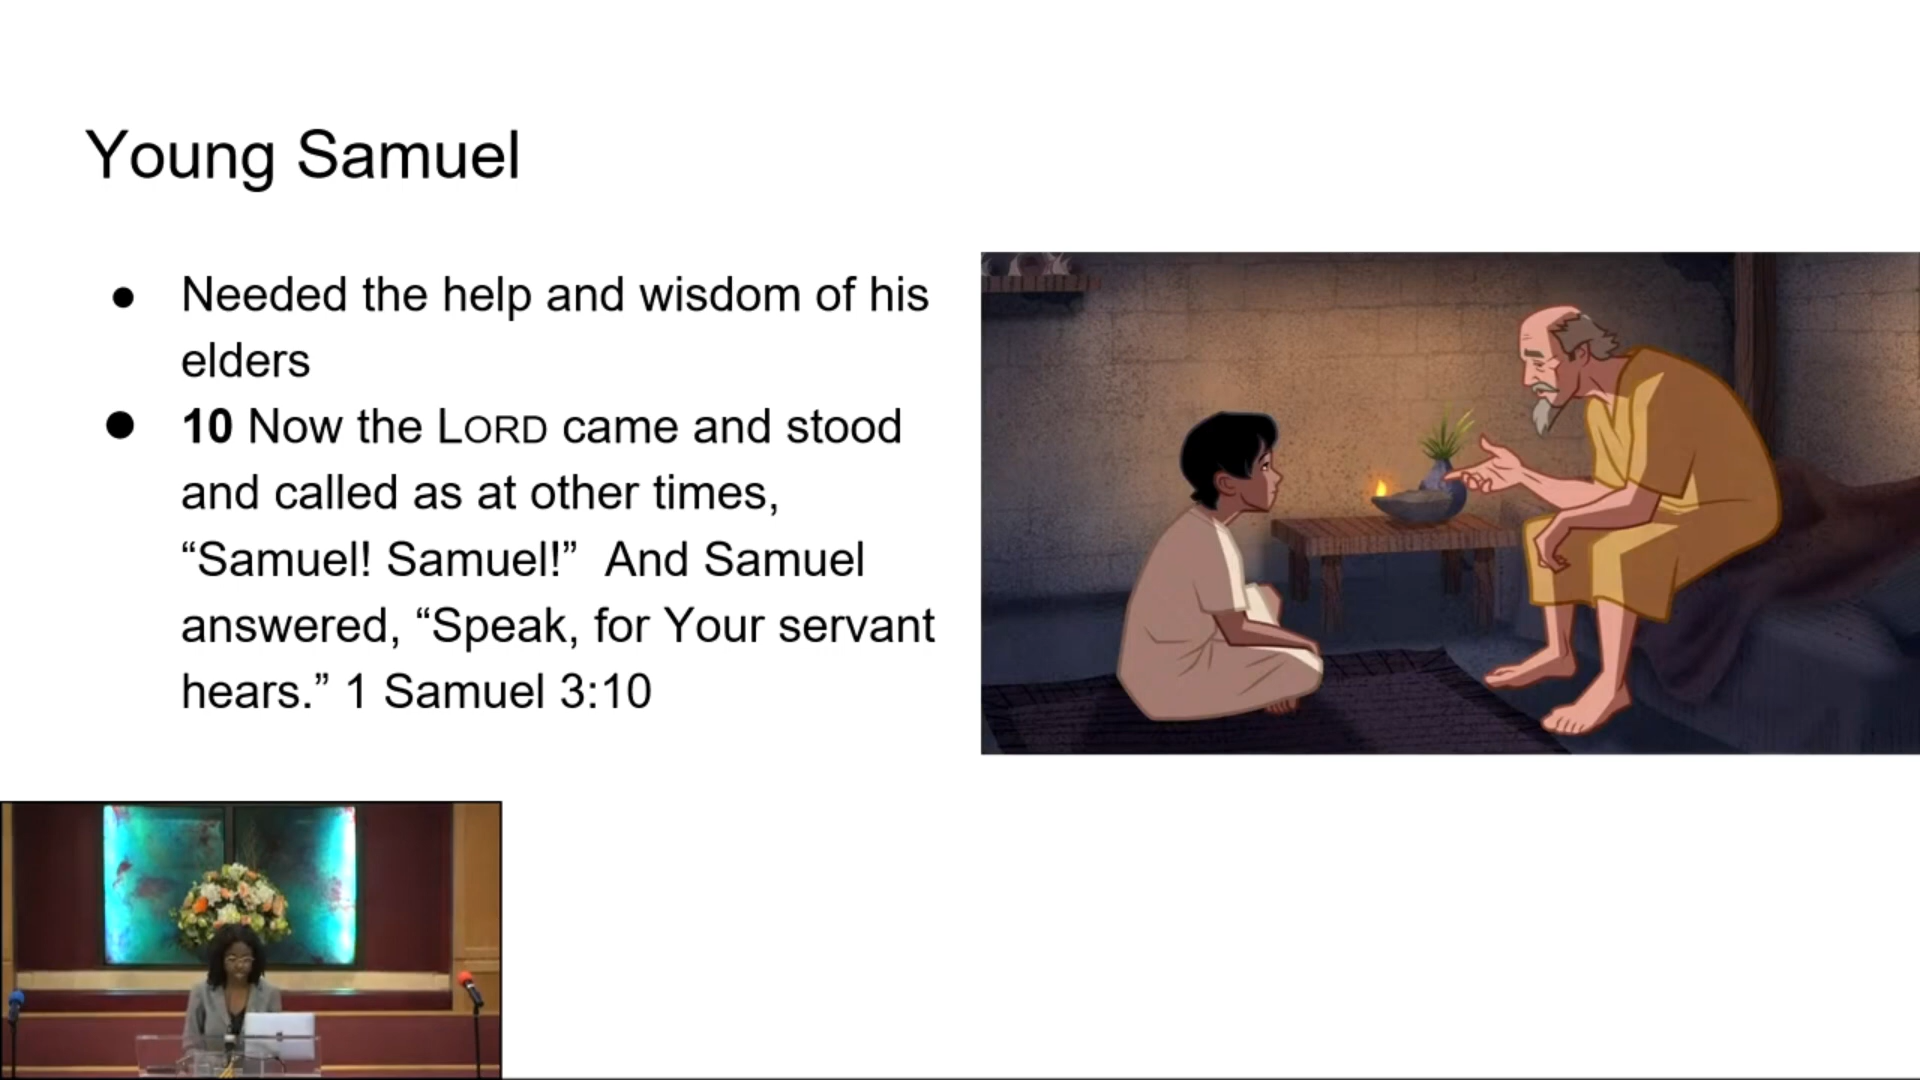 Young Samuel
● Needed the help and wisdom of his
elders
● 10 Now the LORD came and stood
and called as at other times,
“Samuel! Samuel!”  And Samuel
answered, “Speak, for Your servant
hears.” 1 Samuel 3:10